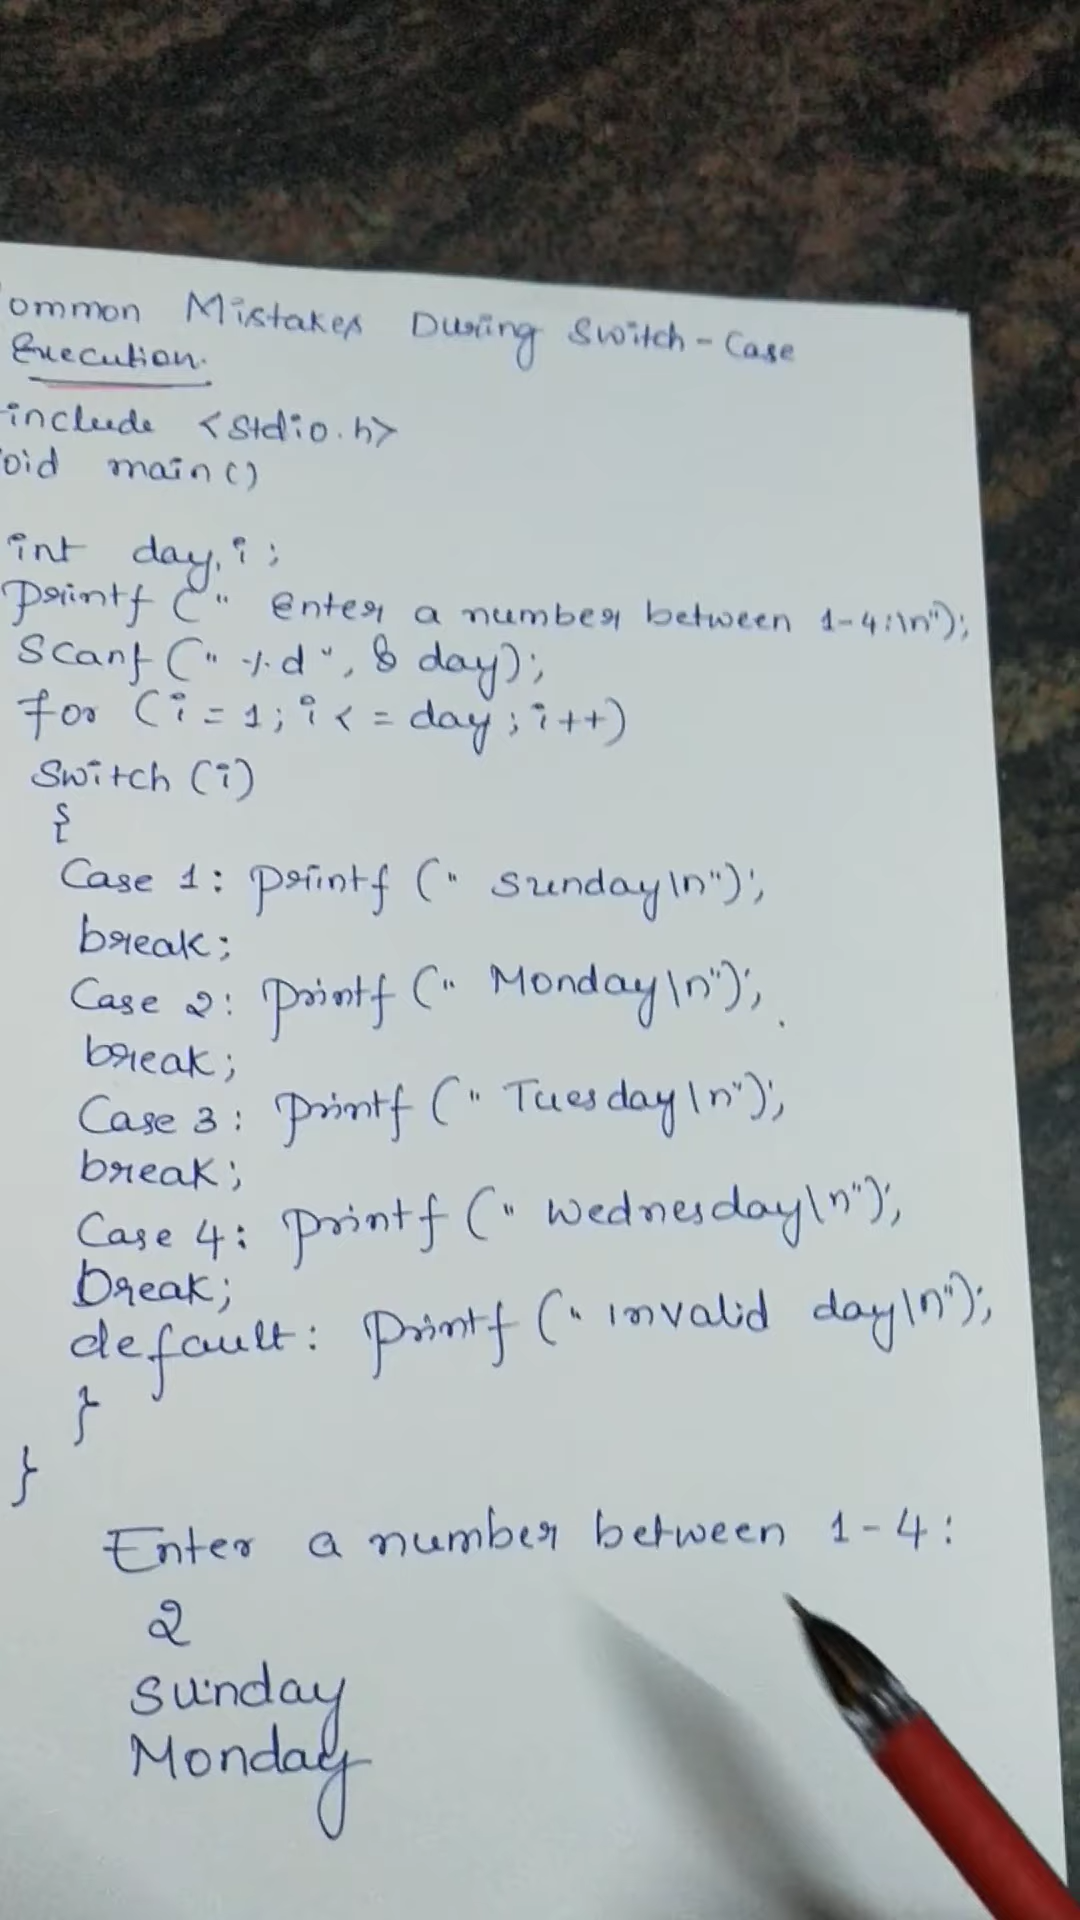 ommon Mistakes During Switch-Case
Execution.
include <stdio.h>
oid main()
int day, i;
printf (" Enter a number between 1-4:\n");
Scanf (" %d ", & day);
for (i = 1; i < = day ; i ++)
Switch (i)
{
Case 1: printf (" Sunday\n");
break;
Case 2: printf (" Monday\n");
break;
Case 3: printf (" Tuesday\n");
break;
Case 4: printf (" Wednesday\n");
Break;
default: printf (" invalid day\n");
}
}
Enter a number between 1-4:
2
Sunday
Monday